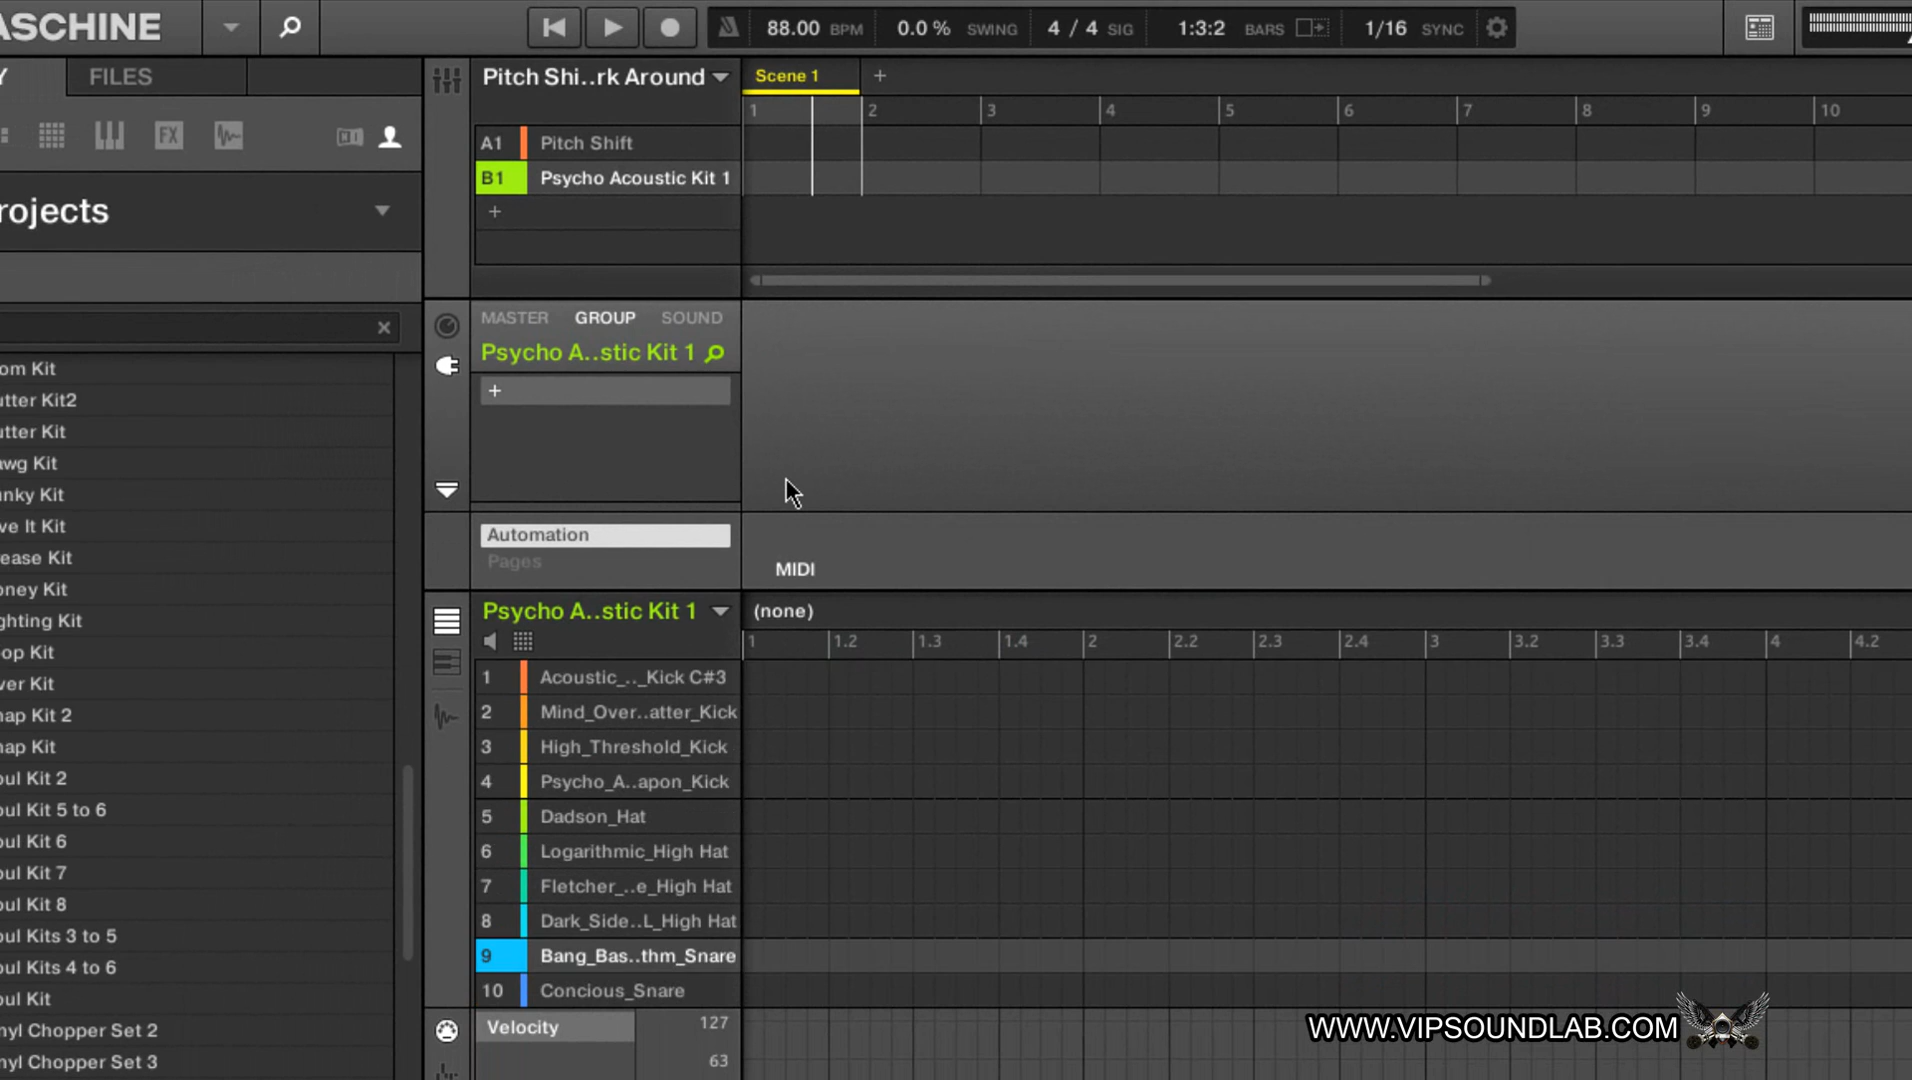 ASCHINE
88.00 BPM
0.0 % SWING
4 / 4 SIG
1:3:2 BARS
1/16 SYNC
Y
FILES
FX
NI
rojects
om Kit
utter Kit2
utter Kit
awg Kit
unky Kit
ve It Kit
ease Kit
oney Kit
ghting Kit
op Kit
ver Kit
nap Kit 2
nap Kit
oul Kit 2
oul Kit 5 to 6
oul Kit 6
oul Kit 7
oul Kit 8
oul Kits 3 to 5
oul Kits 4 to 6
oul Kit
nyl Chopper Set 2
nyl Chopper Set 3
Pitch Shi..rk Around
Scene 1 +
1 2 3 4 5 6 7 8 9 10
A1 Pitch Shift
B1 Psycho Acoustic Kit 1
+
MASTER GROUP SOUND
Psycho A..stic Kit 1
+
Automation
Pages
MIDI
Psycho A..stic Kit 1
(none)
1 1.2 1.3 1.4 2 2.2 2.3 2.4 3 3.2 3.3 3.4 4 4.2
1 Acoustic_.._Kick C#3
2 Mind_Over..atter_Kick
3 High_Threshold_Kick
4 Psycho_A..apon_Kick
5 Dadson_Hat
6 Logarithmic_High Hat
7 Fletcher_..e_High Hat
8 Dark_Side..L_High Hat
9 Bang_Bas..thm_Snare
10 Concious_Snare
Velocity
127
63
WWW.VIPSOUNDLAB.COM